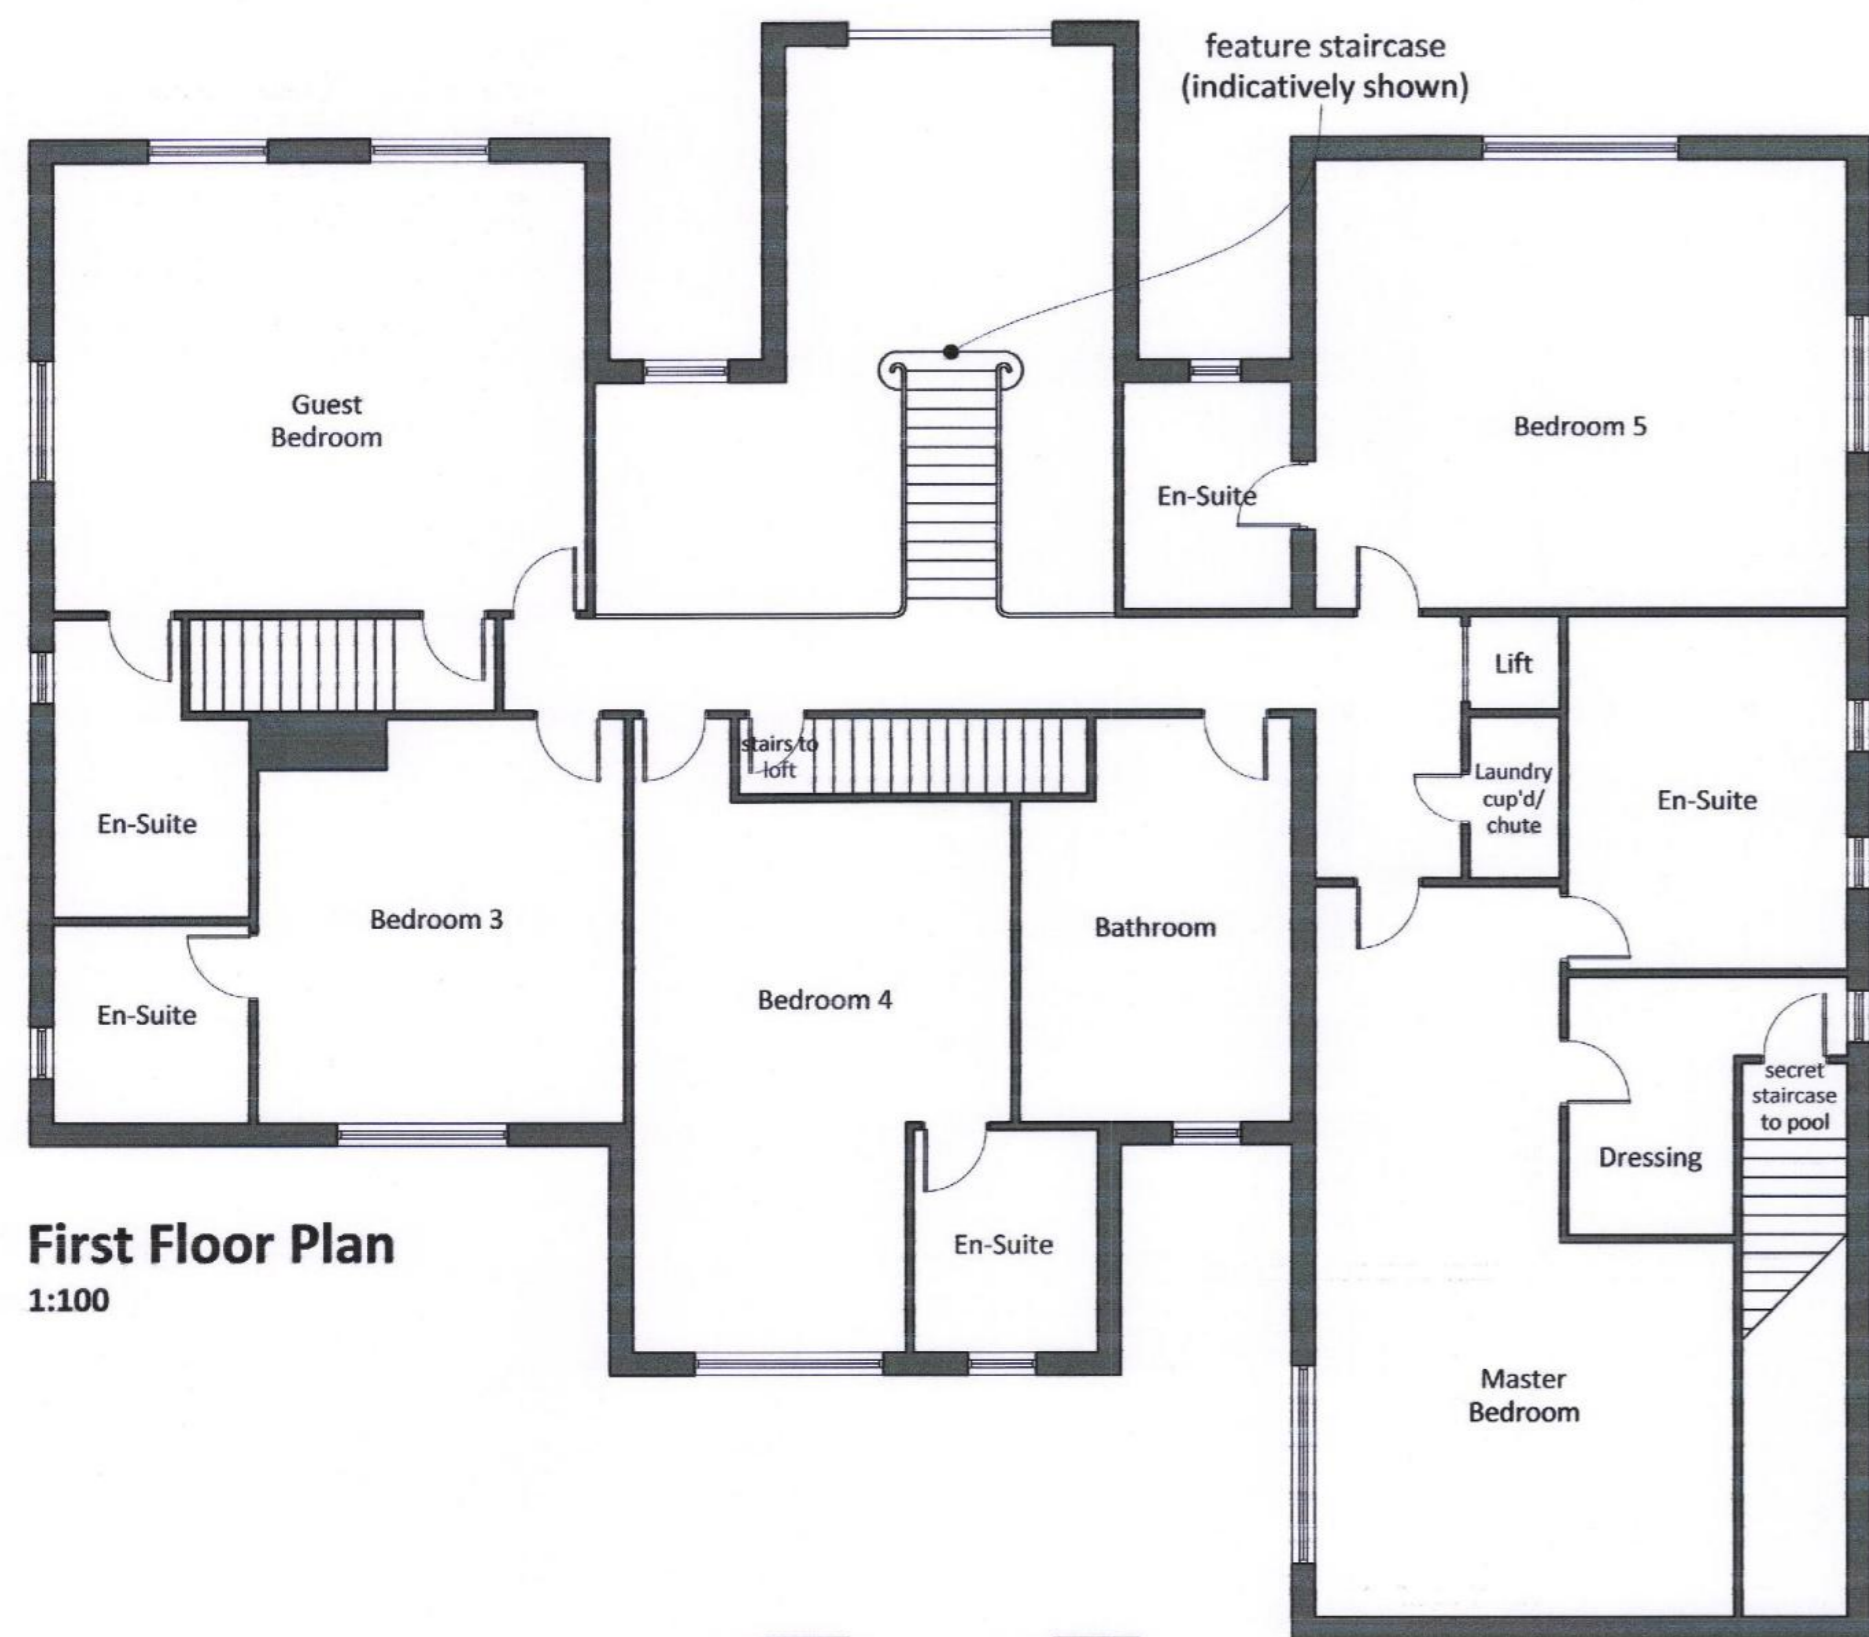 feature staircase
(indicatively shown)
Guest
Bedroom
Bedroom 5
En-Suite
Lift
stairs to
loft
Laundry
cup'd/
chute
En-Suite
En-Suite
Bedroom 3
Bathroom
Bedroom 4
En-Suite
secret
staircase
to pool
Dressing
En-Suite
First Floor Plan
1:100
Master
Bedroom